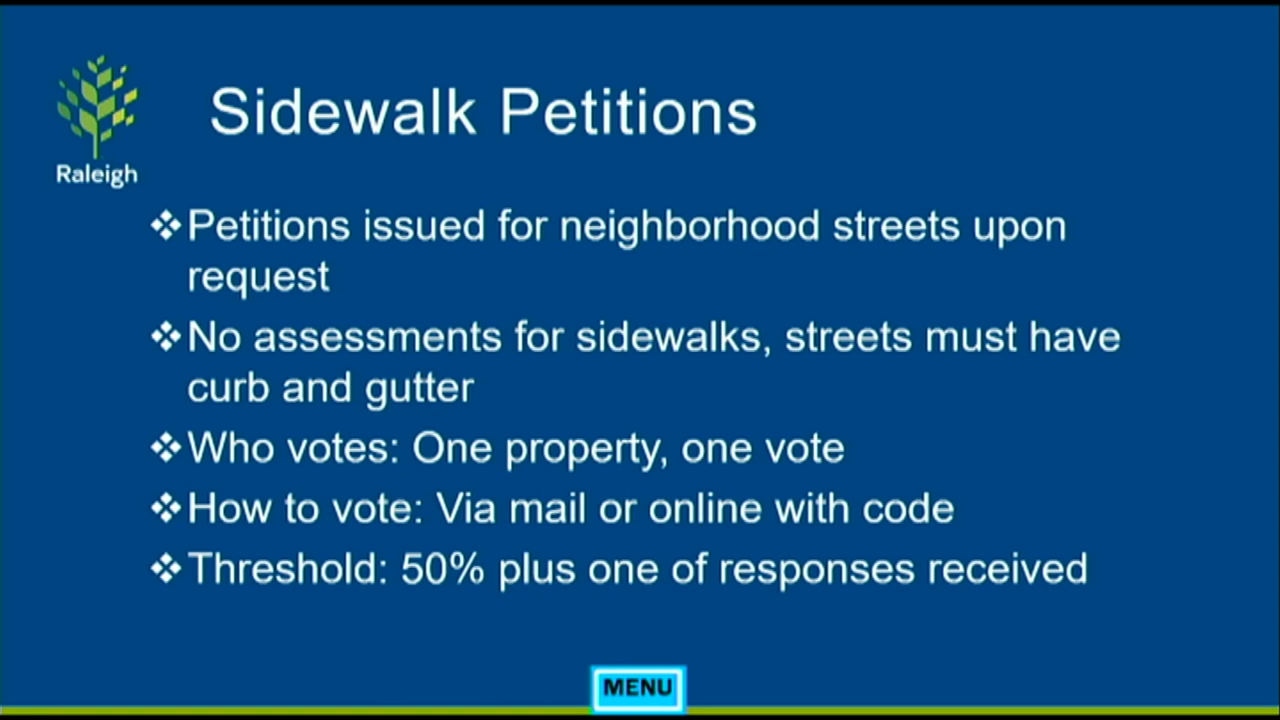 Raleigh
Sidewalk Petitions
❖Petitions issued for neighborhood streets upon
request
❖No assessments for sidewalks, streets must have
curb and gutter
❖Who votes: One property, one vote
❖How to vote: Via mail or online with code
❖Threshold: 50% plus one of responses received
MENU